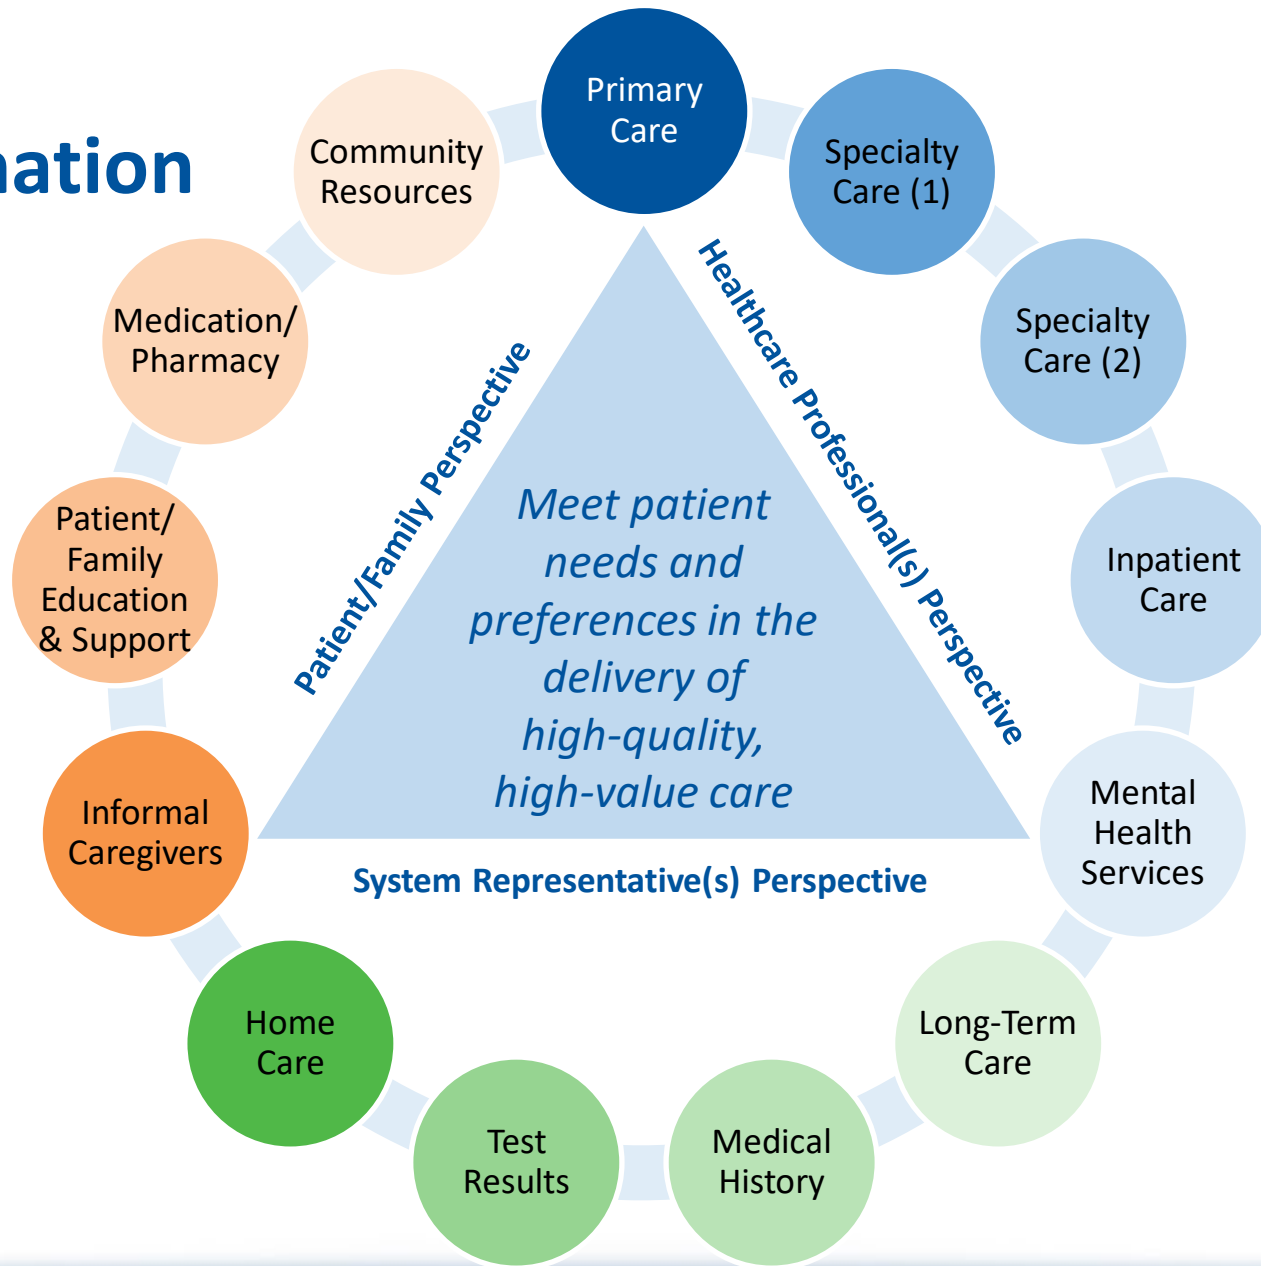 nation
Primary
Care
Specialty
Care (1)
Specialty
Care (2)
Inpatient
Care
Mental
Health
Services
Long-Term
Care
Medical
History
Test
Results
Home
Care
Informal
Caregivers
Patient/
Family
Education
& Support
Medication/
Pharmacy
Community
Resources
Patient/Family Perspective
Healthcare Professional(s) Perspective
Meet patient
needs and
preferences in the
delivery of
high-quality,
high-value care
System Representative(s) Perspective